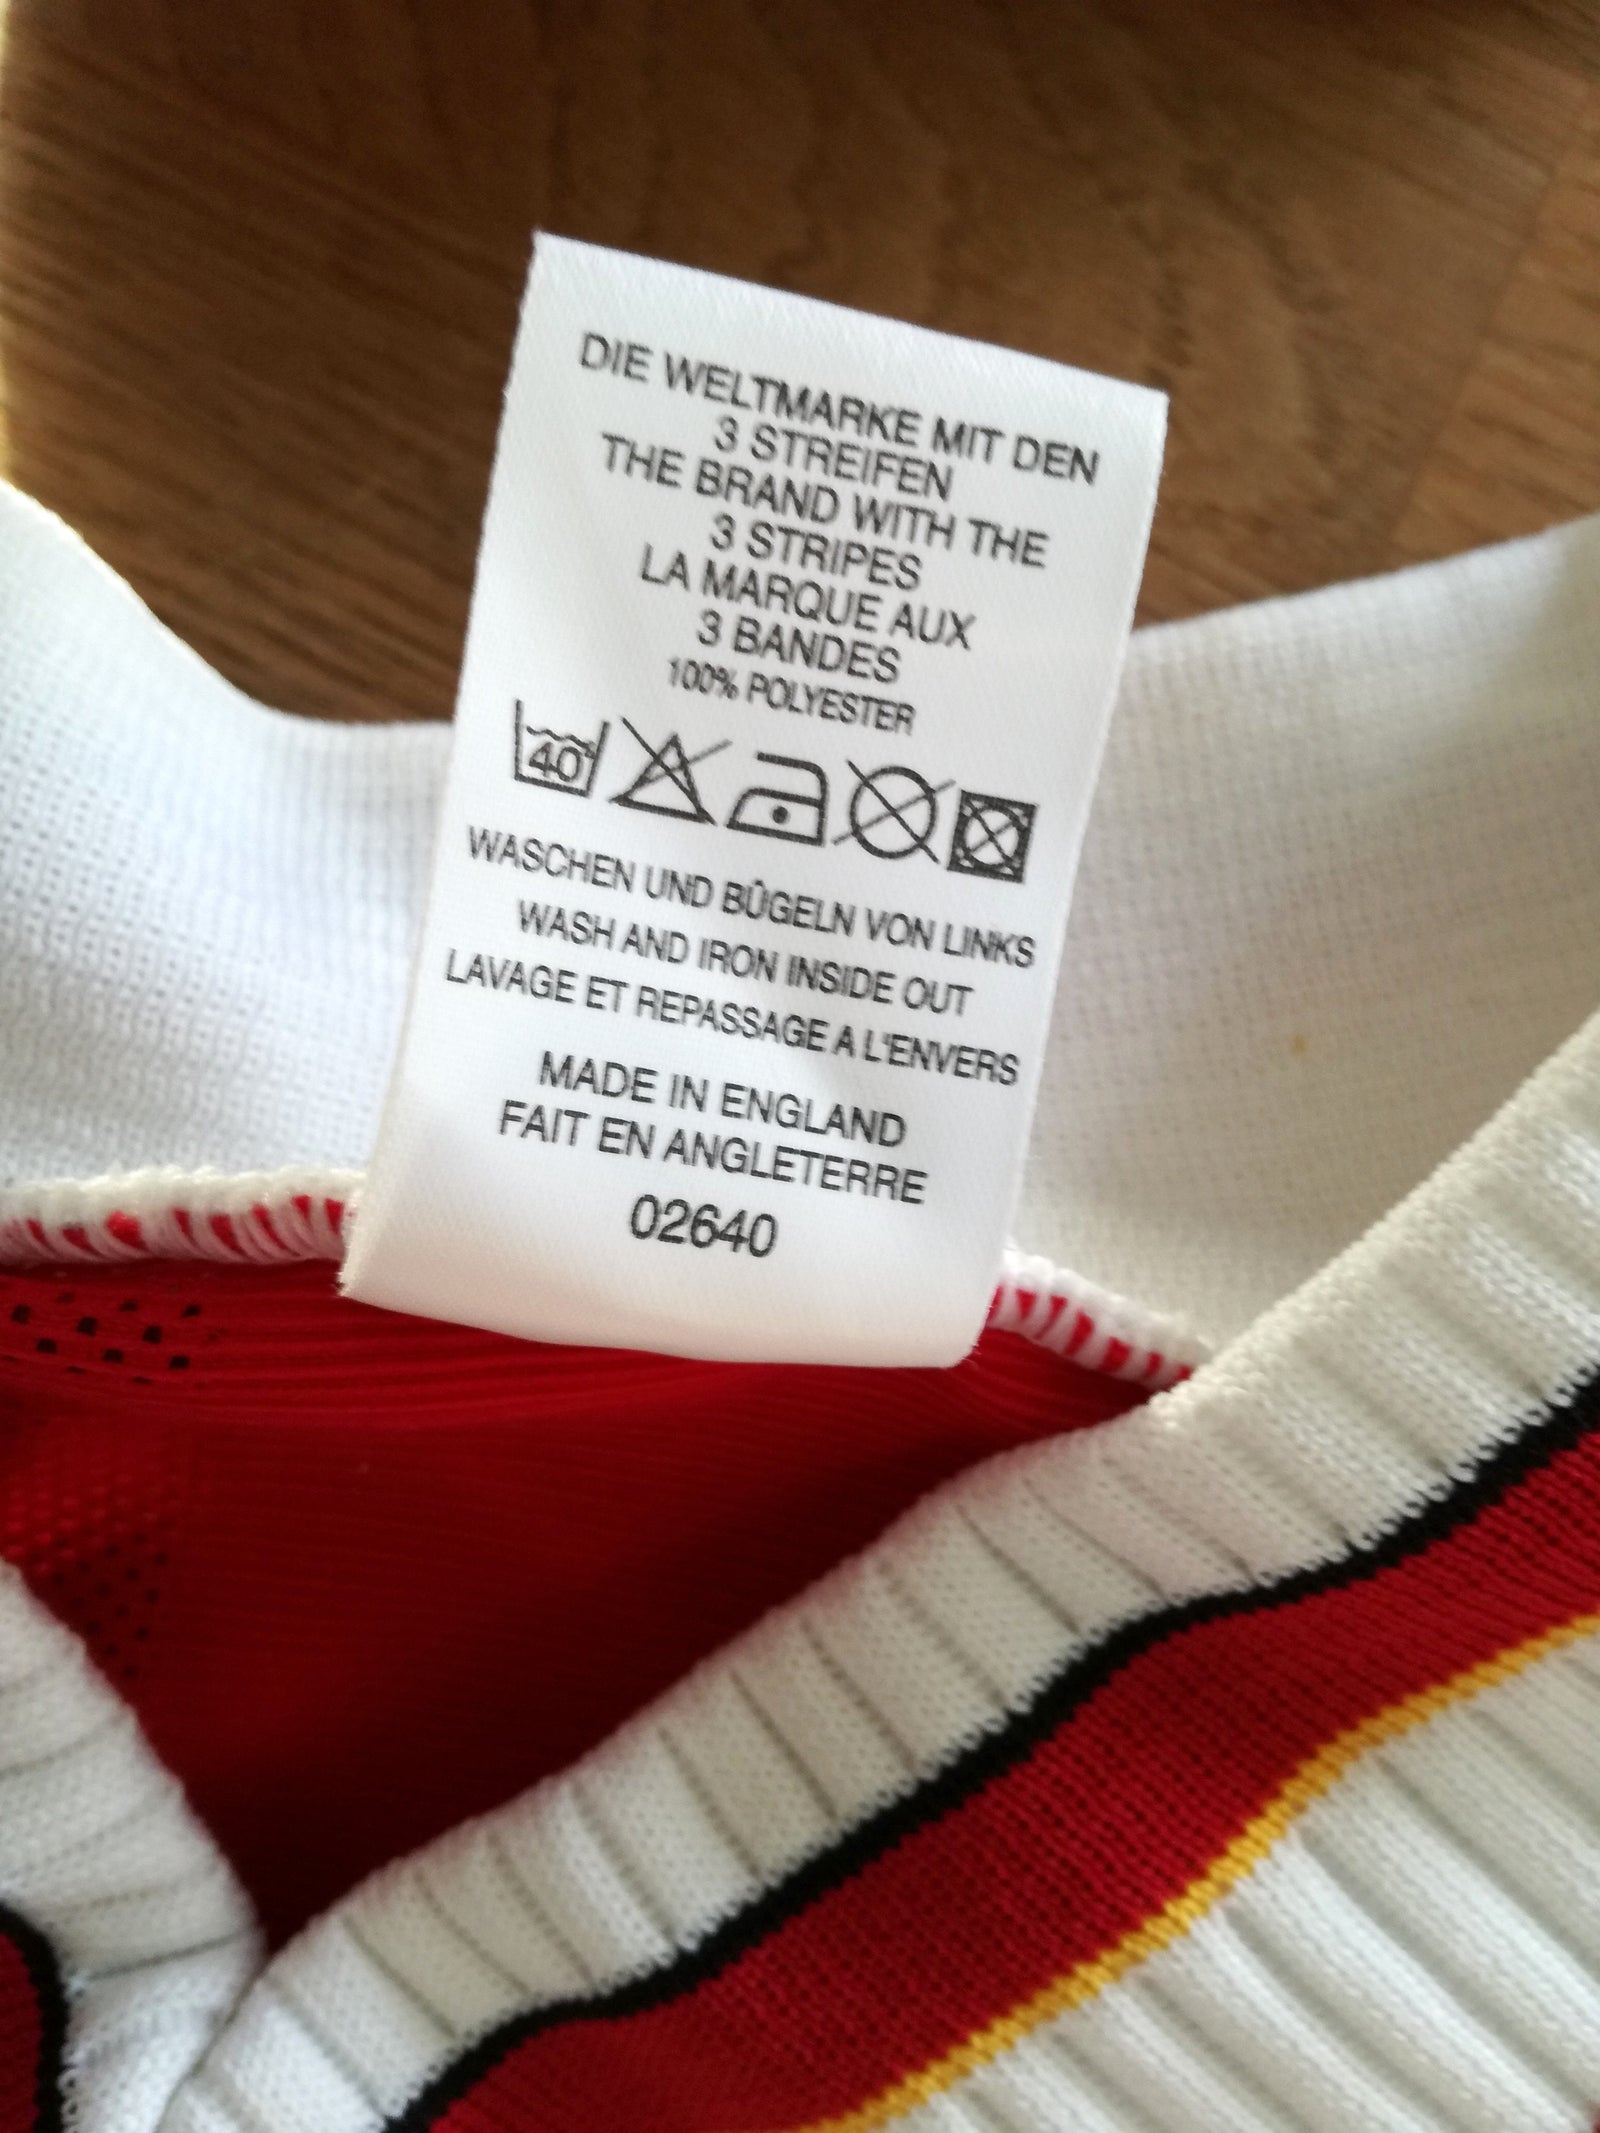 DIE WELTMARKE MIT DEN
3 STREIFEN
THE BRAND WITH THE
3 STRIPES
LA MARQUE AUX
3 BANDES
100% POLYESTER
40
WASCHEN UND BÜGELN VON LINKS
WASH AND IRON INSIDE OUT
LAVAGE ET REPASSAGE A L'ENVERS
MADE IN ENGLAND
FAIT EN ANGLETERRE
02640